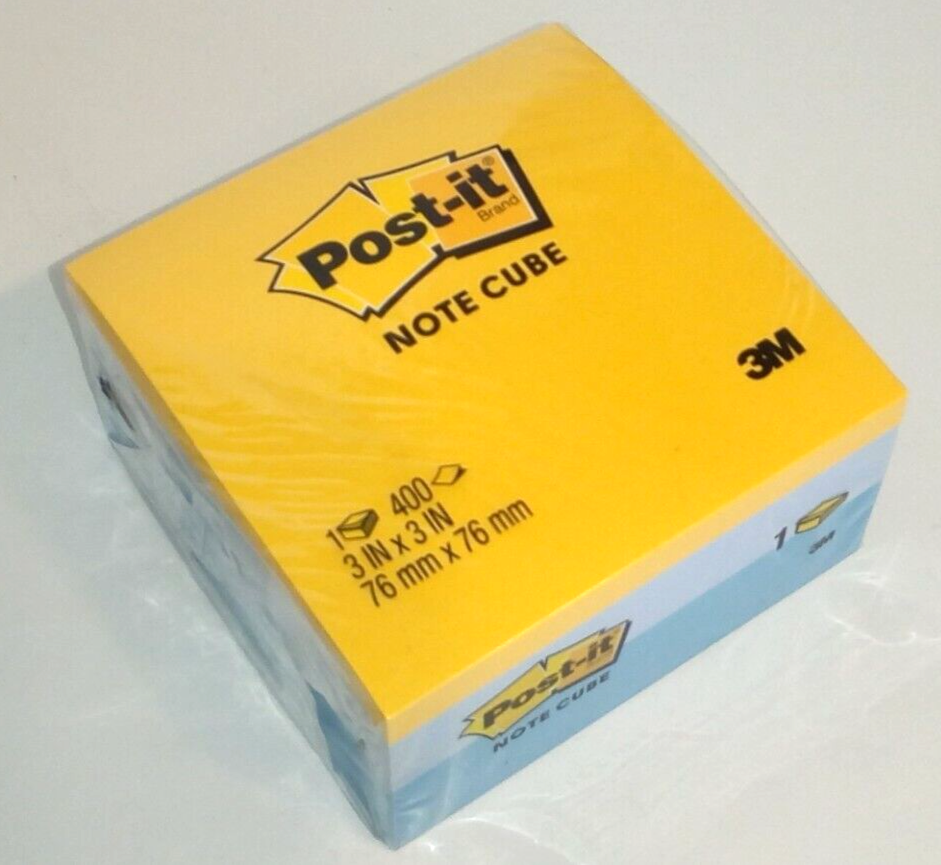 Post-it®
Brand
NOTE CUBE
3M
1 400
3 IN x 3 IN
76 mm x 76 mm
1
3M
Post-it
NOTE CUBE